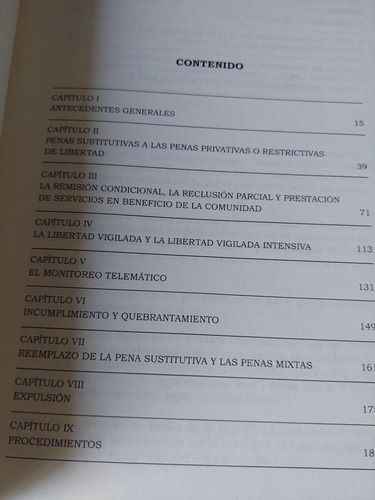 CONTENIDO
CAPÍTULO I
ANTECEDENTES GENERALES 15
CAPÍTULO II
PENAS SUSTITUTIVAS A LAS PENAS PRIVATIVAS O RESTRICTIVAS
DE LIBERTAD 39
CAPÍTULO III
LA REMISIÓN CONDICIONAL, LA RECLUSIÓN PARCIAL Y PRESTACIÓN
DE SERVICIOS EN BENEFICIO DE LA COMUNIDAD 71
CAPÍTULO IV
LA LIBERTAD VIGILADA Y LA LIBERTAD VIGILADA INTENSIVA 113
CAPÍTULO V
EL MONITOREO TELEMÁTICO 131
CAPÍTULO VI
INCUMPLIMIENTO Y QUEBRANTAMIENTO 149
CAPÍTULO VII
REEMPLAZO DE LA PENA SUSTITUTIVA Y LAS PENAS MIXTAS 161
CAPÍTULO VIII
EXPULSIÓN
CAPÍTULO IX
PROCEDIMIENTOS